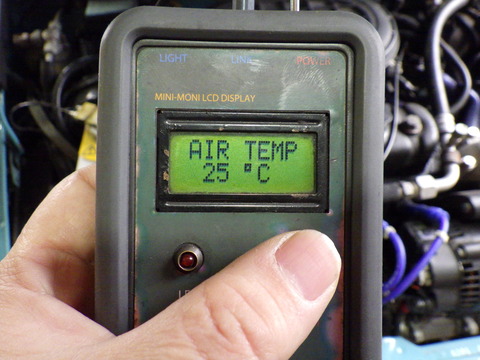 LIGHT LINE POWER
MINI-MONI LCD DISPLAY
AIR TEMP
25 °C